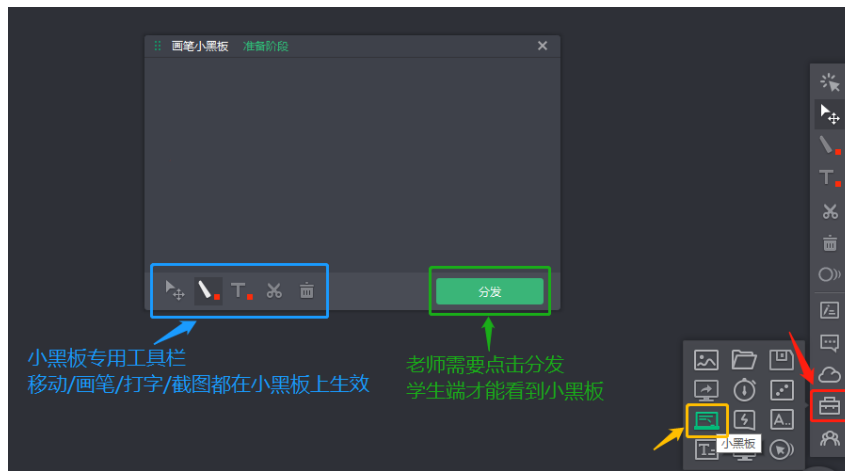 画笔小黑板 准备阶段
分发
小黑板专用工具栏
移动/画笔/打字/截图都在小黑板上生效
老师需要点击分发
学生端才能看到小黑板
小黑板